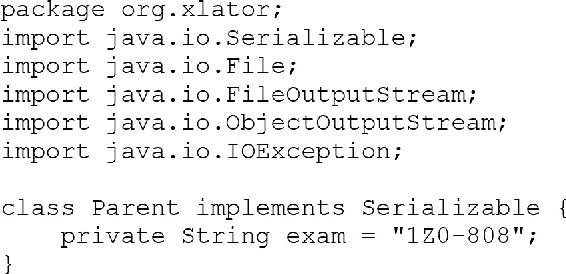 package org.xlator;
import java.io.Serializable;
import java.io.File;
import java.io.FileOutputStream;
import java.io.ObjectOutputStream;
import java.io.IOException;

class Parent implements Serializable {
    private String exam = "1Z0-808";
}